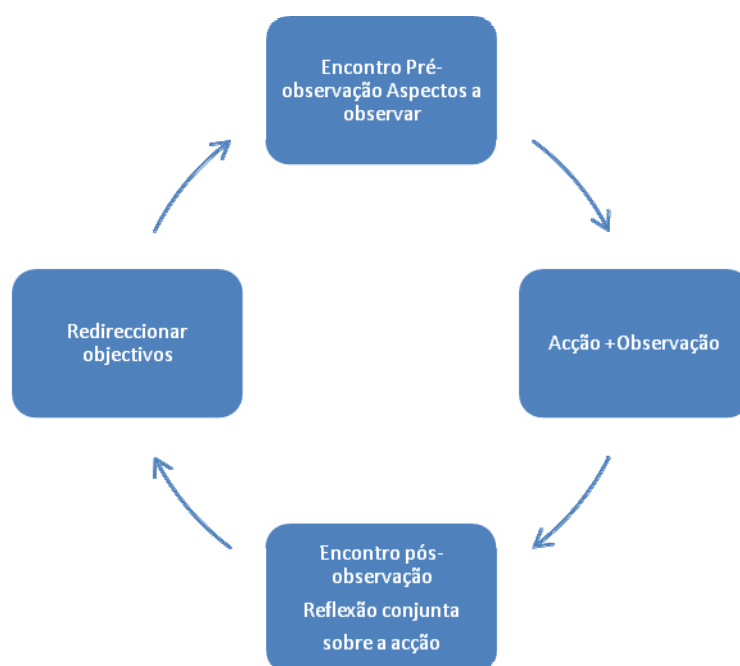 Encontro Pré-
observação Aspectos a
observar
Acção +Observação
Encontro pós-
observação
Reflexão conjunta
sobre a acção
Redireccionar
objectivos